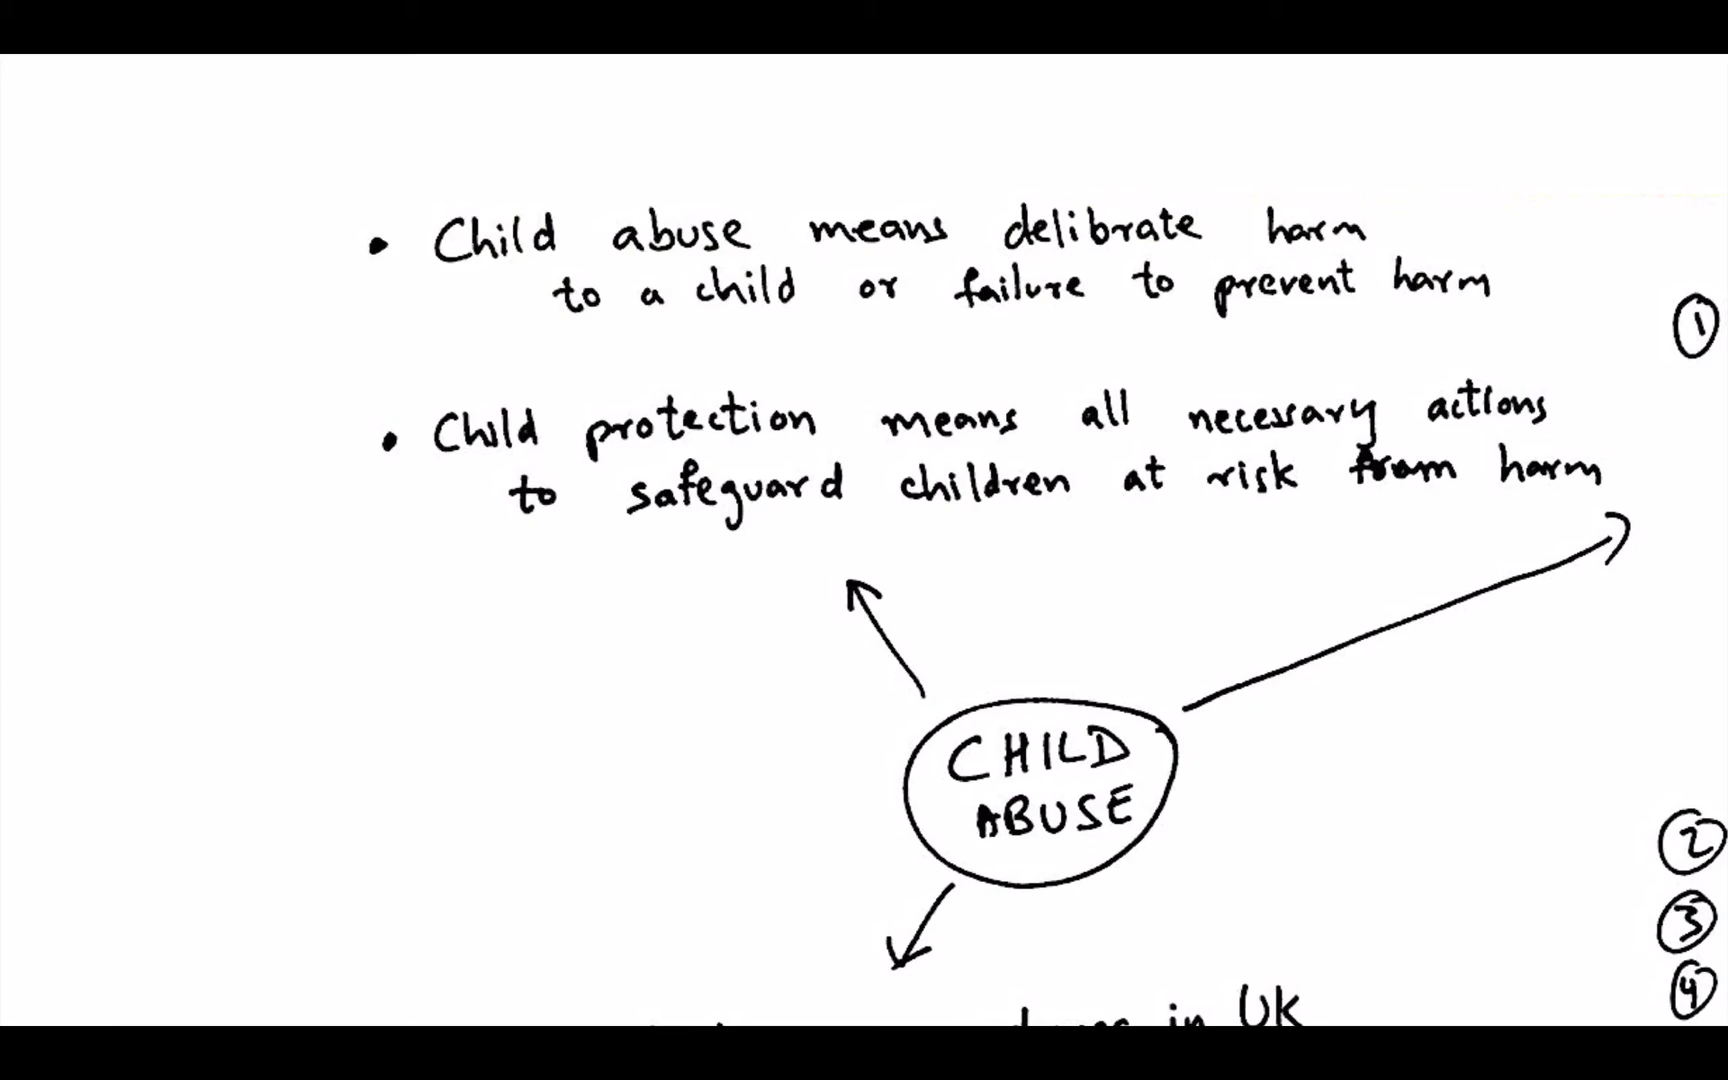 • Child abuse means delibrate harm
to a child or failure to prevent harm
①
• Child protection means all necessary actions
to safeguard children at risk from harm
CHILD
ABUSE
②
③
④
in UK